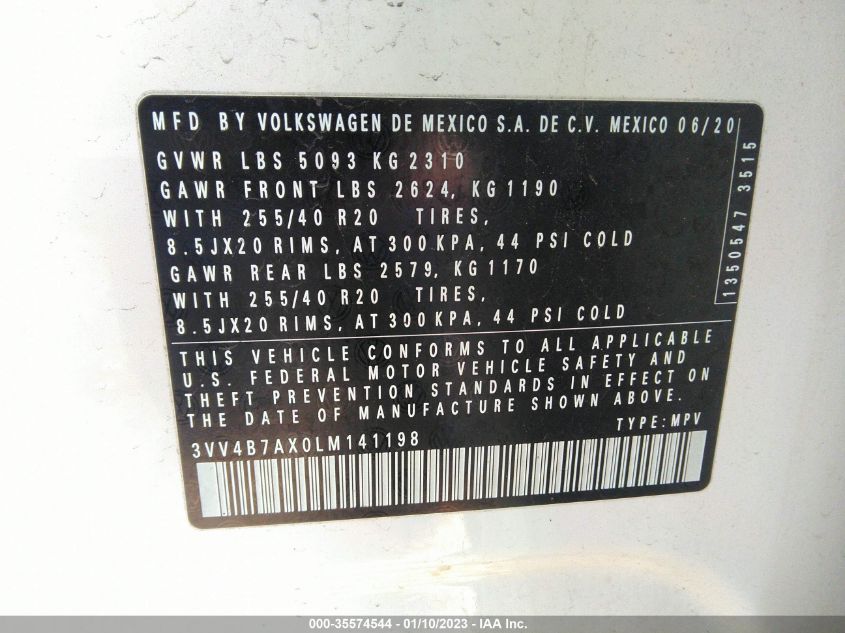 MFD BY VOLKSWAGEN DE MEXICO S.A. DE C.V. MEXICO 06/20
GVWR LBS 5093 KG 2310
GAWR FRONT LBS 2624, KG 1190
WITH 255/40 R20 TIRES,
8.5JX20 RIMS, AT 300 KPA, 44 PSI COLD
GAWR REAR LBS 2579, KG 1170
WITH 255/40 R20 TIRES,
8.5JX20 RIMS, AT 300 KPA, 44 PSI COLD
1350547 3515
THIS VEHICLE CONFORMS TO ALL APPLICABLE
U.S. FEDERAL MOTOR VEHICLE SAFETY AND
THEFT PREVENTION STANDARDS IN EFFECT ON
THE DATE OF MANUFACTURE SHOWN ABOVE.
TYPE: MPV
3VV4B7AX0LM141198
000-35574544 - 01/10/2023 - IAA Inc.